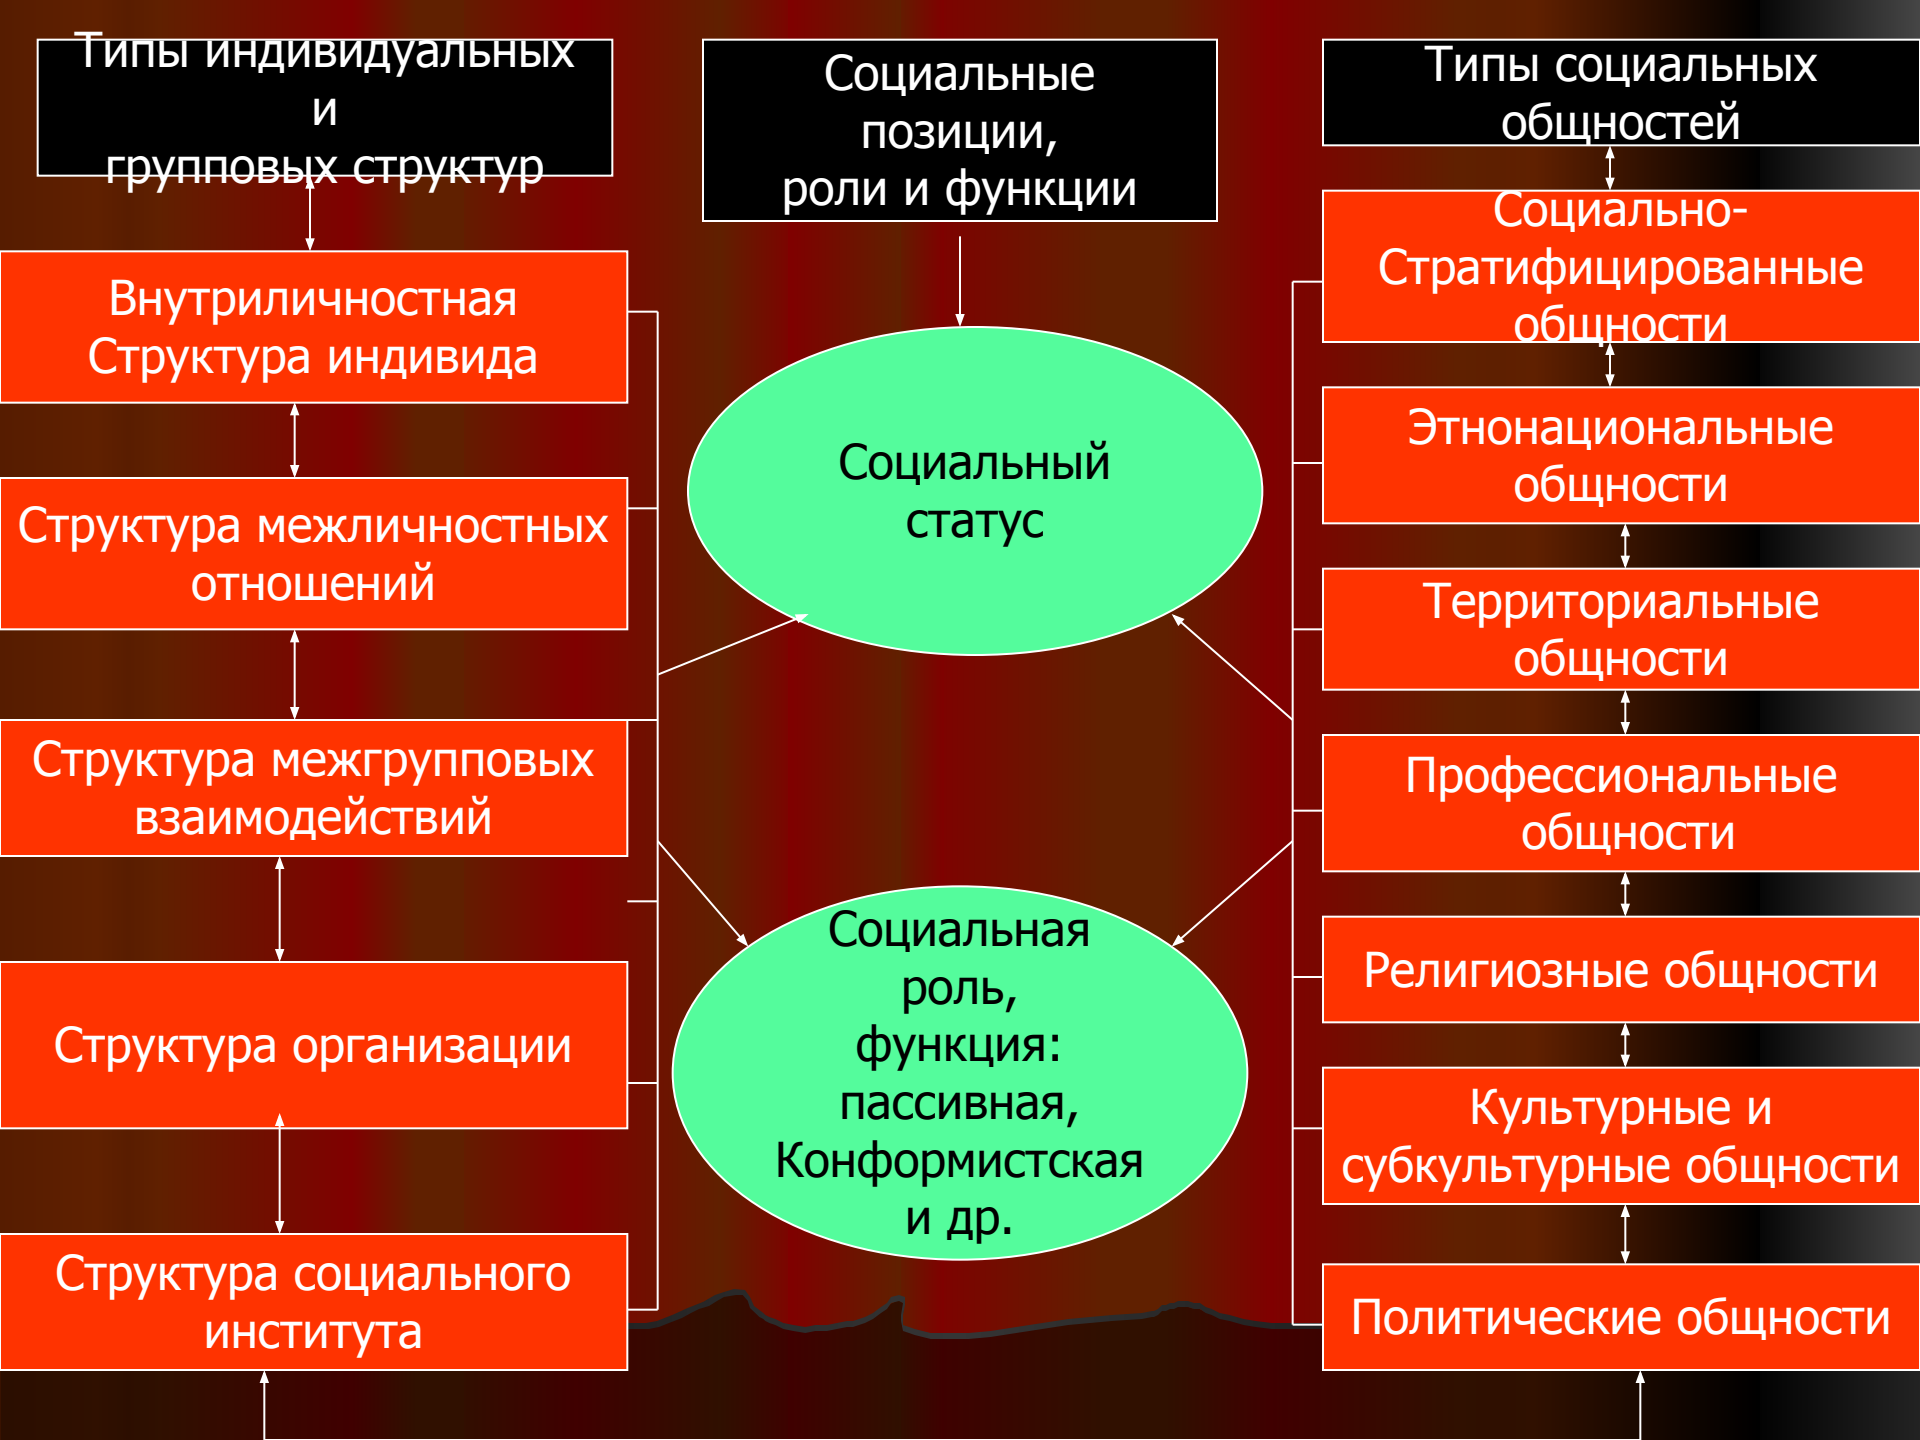 Типы индивидуальных
и
групповых структур
Внутриличностная
Структура индивида
Структура межличностных
отношений
Структура межгрупповых
взаимодействий
Структура организации
Структура социального
института
Социальные
позиции,
роли и функции
Социальный
статус
Социальная
роль,
функция:
пассивная,
Конформистская
и др.
Типы социальных
общностей
Социально-
Стратифицированные
общности
Этнонациональные
общности
Территориальные
общности
Профессиональные
общности
Религиозные общности
Культурные и
субкультурные общности
Политические общности